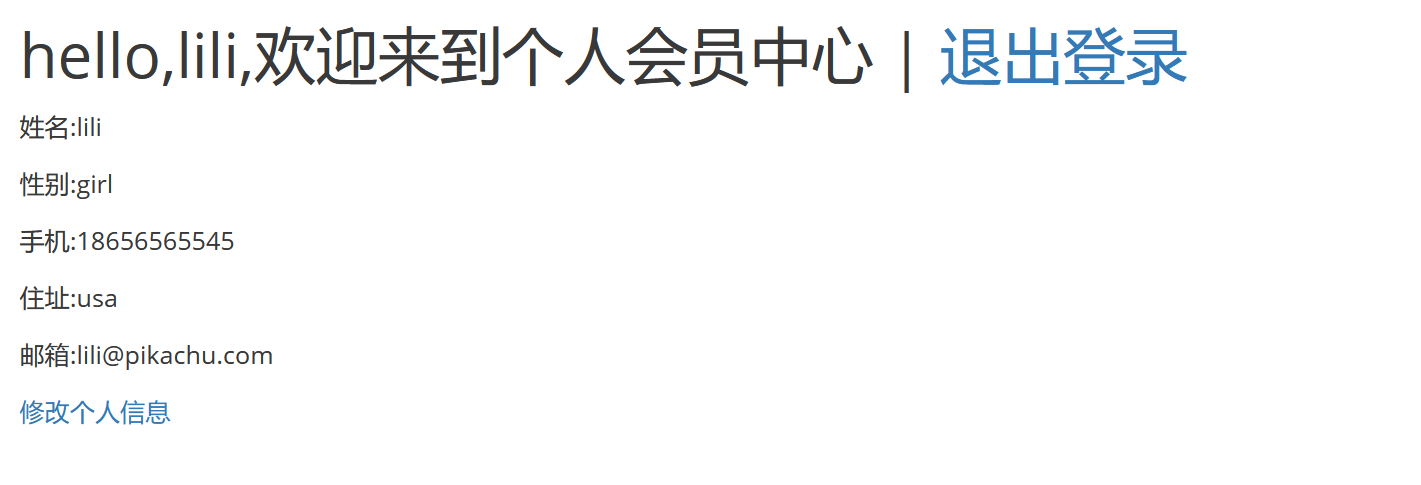 hello,lili,欢迎来到个人会员中心 | 退出登录
姓名:lili
性别:girl
手机:18656565545
住址:usa
邮箱:lili@pikachu.com
修改个人信息